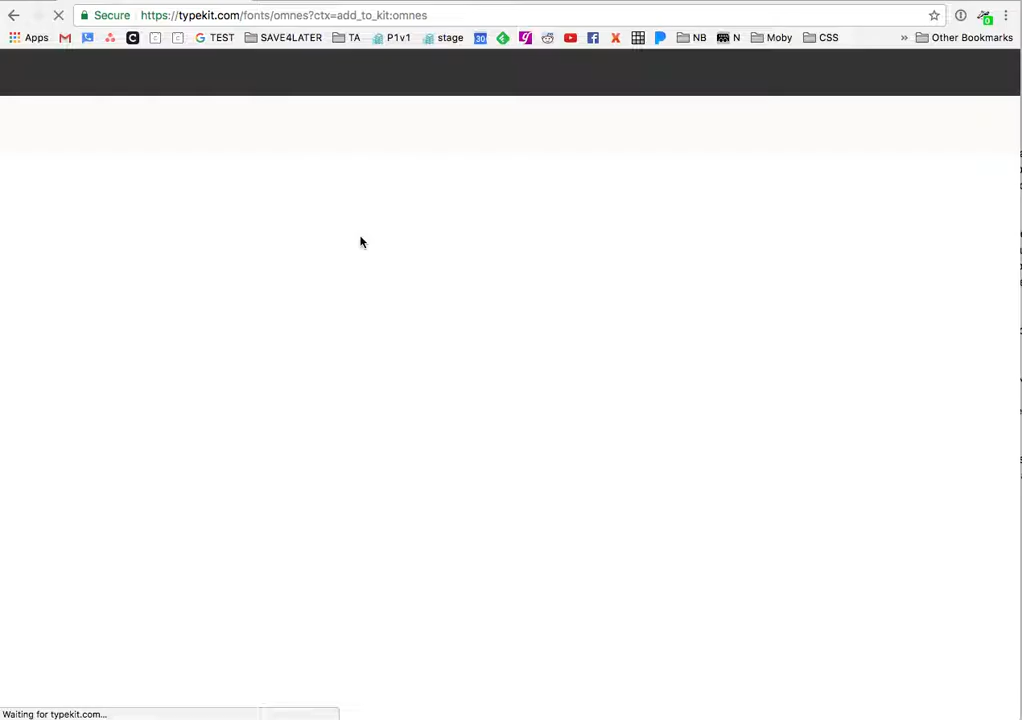 Secure https://typekit.com/fonts/omnes?ctx=add_to_kit:omnes
Apps TEST SAVE4LATER TA P1v1 stage 30 NB N Moby CSS » Other Bookmarks
Waiting for typekit.com...